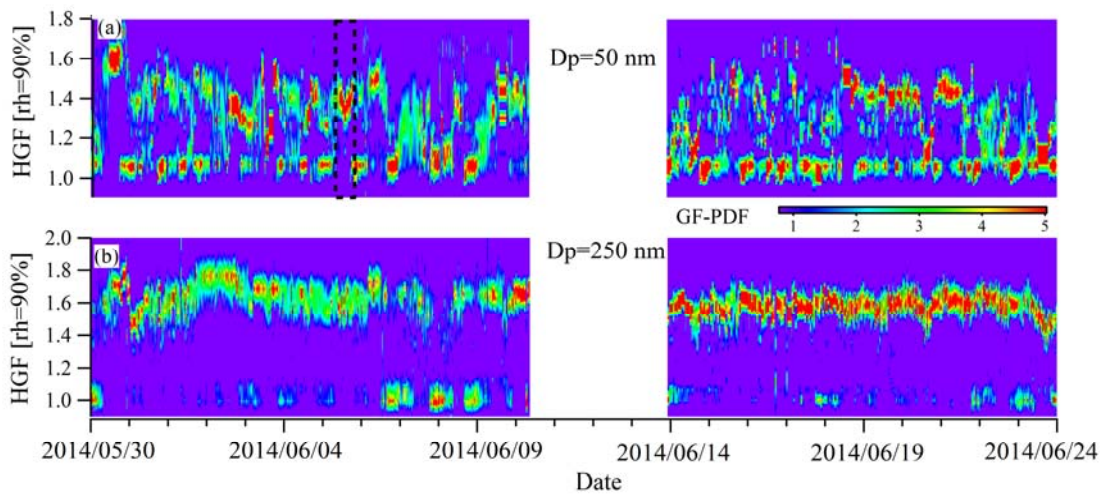 (a)
HGF [rh=90%]
1.8
1.6
1.4
1.2
1.0
Dp=50 nm
GF-PDF
1 2 3 4 5
(b)
HGF [rh=90%]
2.0
1.8
1.6
1.4
1.2
1.0
Dp=250 nm
2014/05/30 2014/06/04 2014/06/09 2014/06/14 2014/06/19 2014/06/24
Date